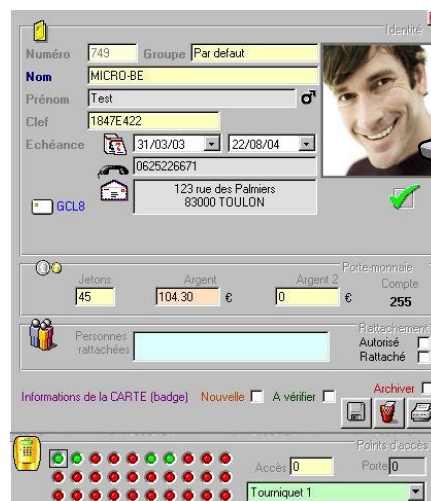 Identité
Numéro 749 Groupe Par defaut
Nom MICRO-BE
Prénom Test
Clef 1847E422
Echéance 31/03/03 22/08/04
0625226671
123 rue des Palmiers
83000 TOULON
GCL8
Porte-monnaie
Jetons Argent Argent 2 Compte
45 104.30 € 0 € 255
Rattachement
Personnes rattachées
Autorisé
Rattaché
Archiver
Informations de la CARTE (badge) Nouvelle A vérifier
Points d'accès
Accès 0 Porte 0
Tourniquet 1